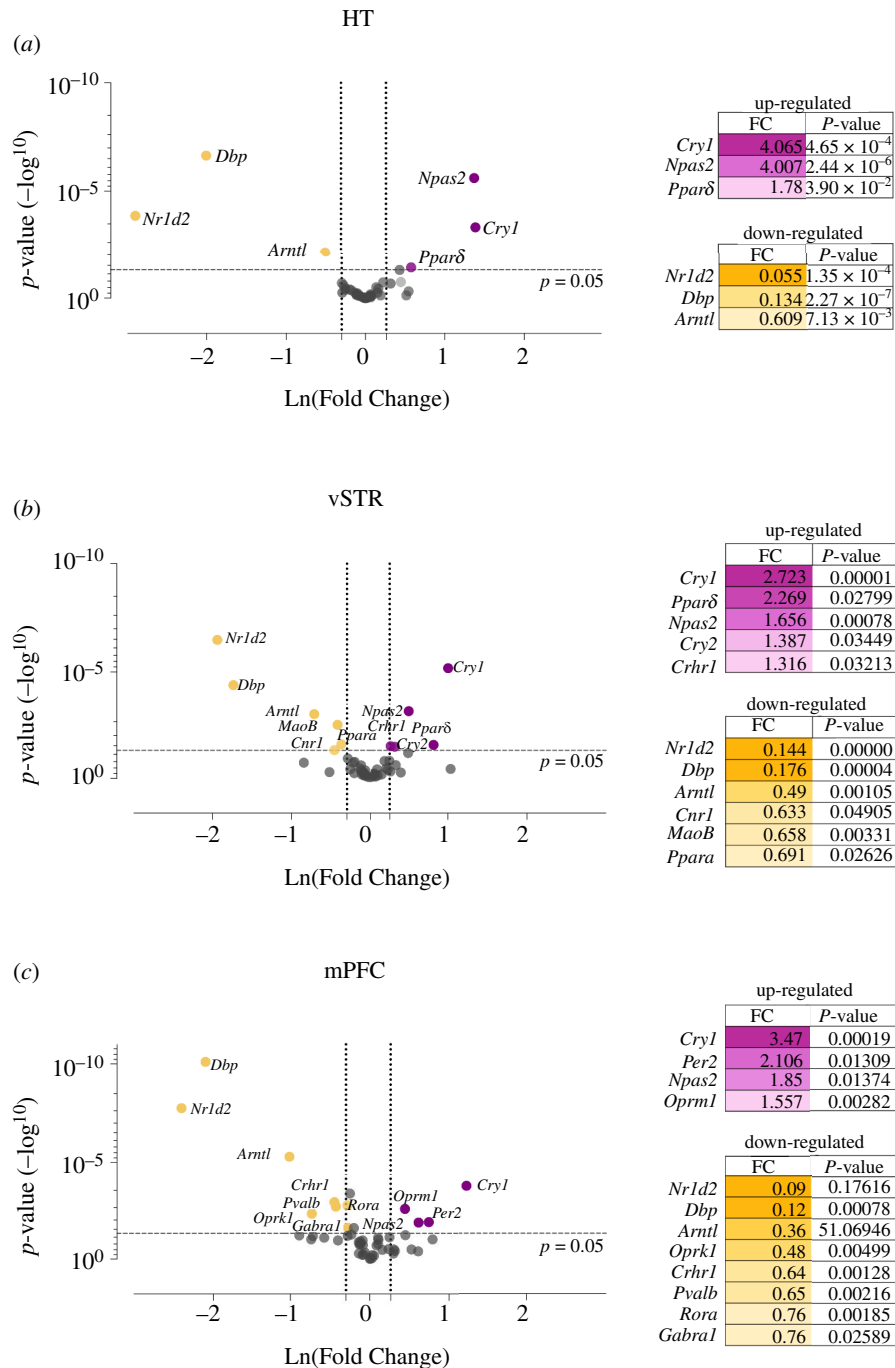 HT
(a)
10⁻¹⁰
10⁻⁵
10⁰
p-value (−log¹⁰)
Dbp
Nr1d2
Arntl
Npas2
Cry1
Pparδ
p = 0.05
−2 −1 0 1 2
Ln(Fold Change)
up-regulated
FC P-value
Cry1 4.065 4.65 × 10⁻⁴
Npas2 4.007 2.44 × 10⁻⁶
Pparδ 1.78 3.90 × 10⁻²
down-regulated
FC P-value
Nr1d2 0.055 1.35 × 10⁻⁴
Dbp 0.134 2.27 × 10⁻⁷
Arntl 0.609 7.13 × 10⁻³
vSTR
(b)
10⁻¹⁰
10⁻⁵
10⁰
p-value (−log¹⁰)
Nr1d2
Dbp
Cry1
Arntl
Npas2
MaoB
Crhr1
Pparδ
Ppara
Cnr1
Cry2
p = 0.05
−2 −1 0 1 2
Ln(Fold Change)
up-regulated
FC P-value
Cry1 2.723 0.00001
Pparδ 2.269 0.02799
Npas2 1.656 0.00078
Cry2 1.387 0.03449
Crhr1 1.316 0.03213
down-regulated
FC P-value
Nr1d2 0.144 0.00000
Dbp 0.176 0.00004
Arntl 0.49 0.00105
Cnr1 0.633 0.04905
MaoB 0.658 0.00331
Ppara 0.691 0.02626
mPFC
(c)
10⁻¹⁰
10⁻⁵
10⁰
p-value (−log¹⁰)
Dbp
Nr1d2
Arntl
Crhr1
Cry1
Pvalb
Rora
Oprm1
Oprk1
Per2
Gabra1
Npas2
p = 0.05
−2 −1 0 1 2
Ln(Fold Change)
up-regulated
FC P-value
Cry1 3.47 0.00019
Per2 2.106 0.01309
Npas2 1.85 0.01374
Oprm1 1.557 0.00282
down-regulated
FC P-value
Nr1d2 0.09 0.17616
Dbp 0.12 0.00078
Arntl 0.36 51.06946
Oprk1 0.48 0.00499
Crhr1 0.64 0.00128
Pvalb 0.65 0.00216
Rora 0.76 0.00185
Gabra1 0.76 0.02589